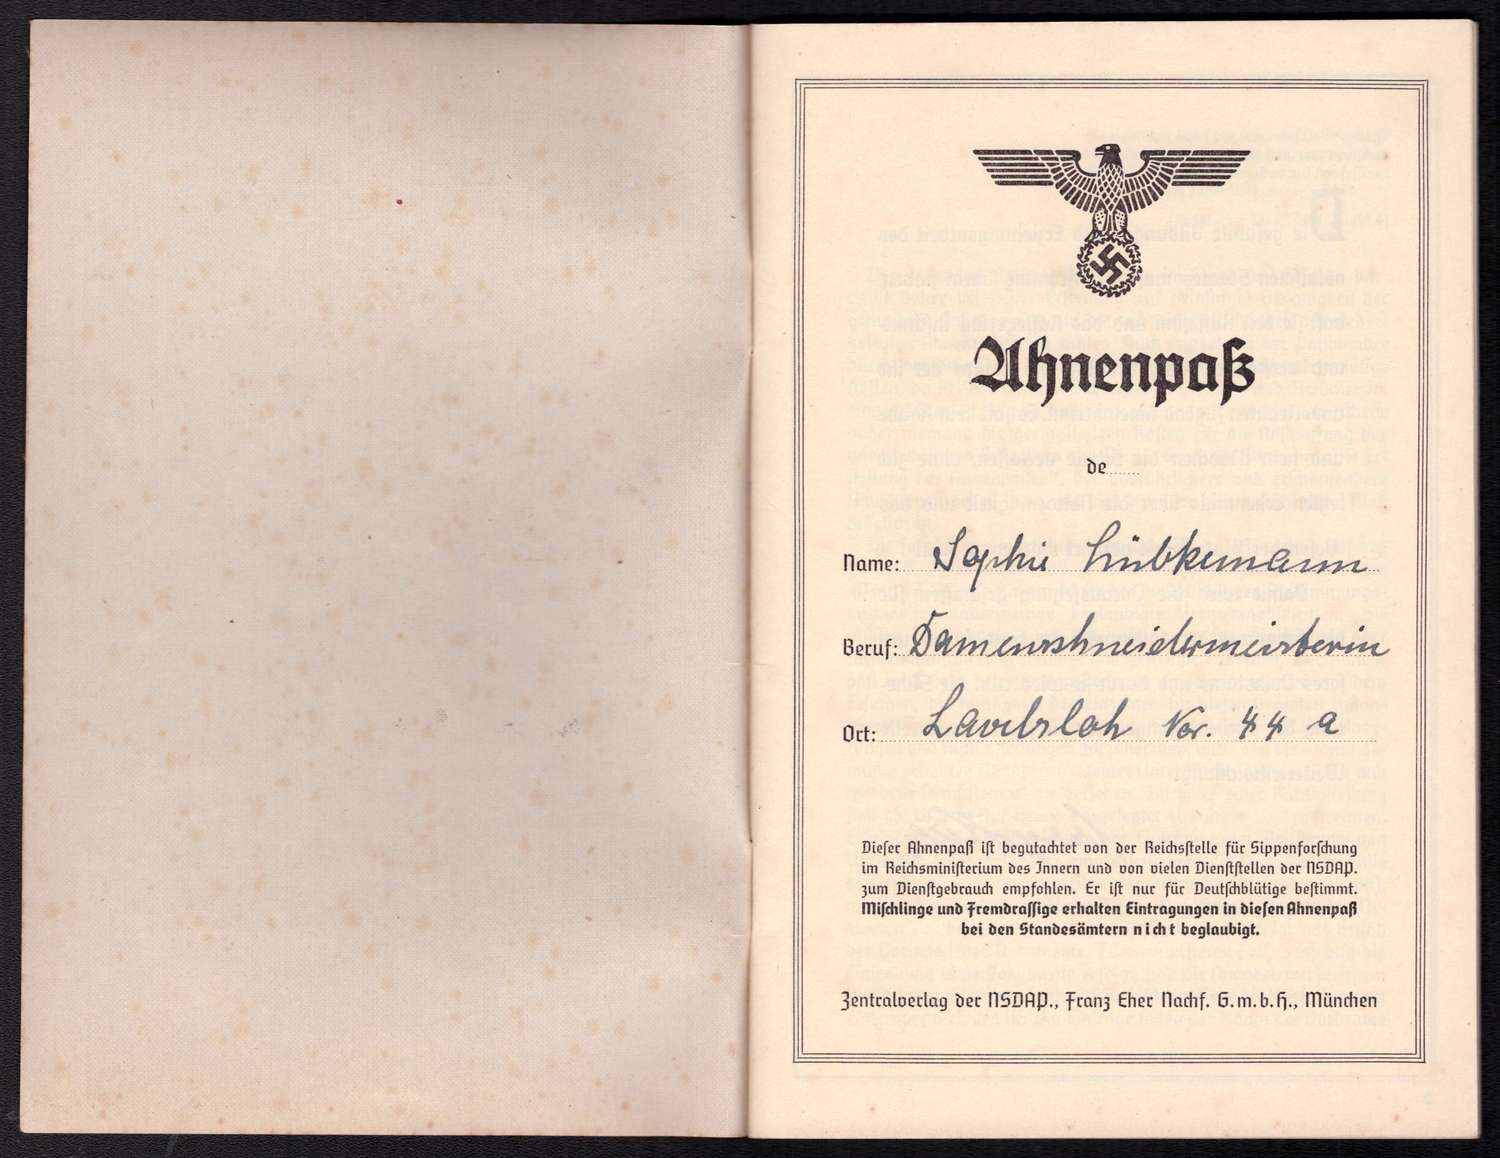 Ahnenpaß
de
Name: Sophie Lübkemann
Beruf: Damenschneidermeisterin
Ort: Lavelsloh Nr. 44 a
Dieser Ahnenpaß ist begutachtet von der Reichsstelle für Sippenforschung
im Reichsministerium des Innern und von vielen Dienststellen der NSDAP.
zum Dienstgebrauch empfohlen. Er ist nur für Deutschblütige bestimmt.
Mischlinge und Fremdrassige erhalten Eintragungen in diesen Ahnenpaß
bei den Standesämtern nicht beglaubigt.
Zentralverlag der NSDAP., Franz Eher Nachf. G.m.b.H., München